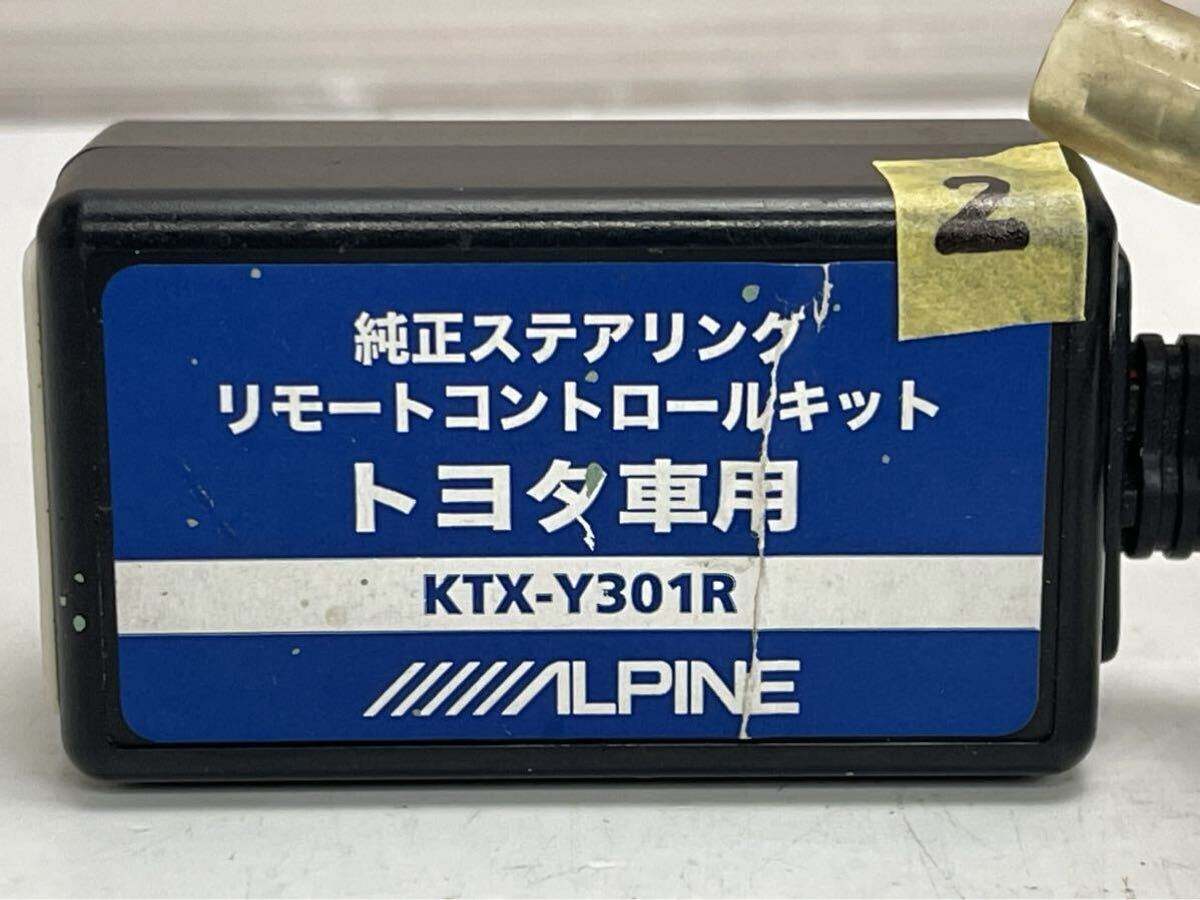 2
純正ステアリング
リモートコントロールキット
トヨタ車用
KTX-Y301R
ALPINE